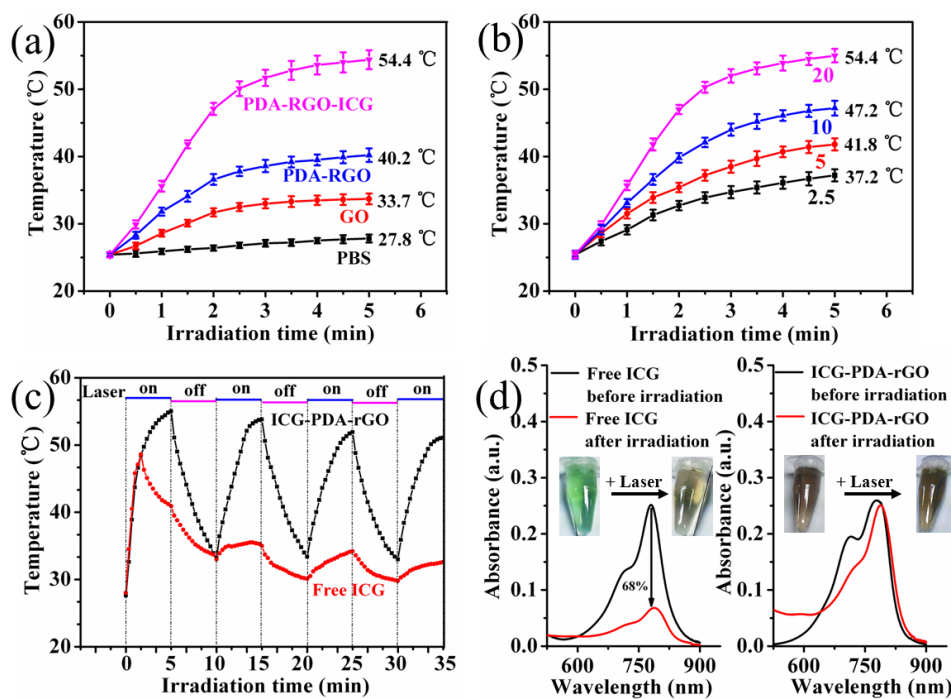 (a)
60
50
40
30
20
Temperature (℃)
54.4 ℃
PDA-RGO-ICG
40.2 ℃
PDA-RGO
33.7 ℃
GO
27.8 ℃
PBS
0 1 2 3 4 5 6
Irradiation time (min)
(b)
60
50
40
30
20
Temperature (℃)
54.4 ℃
20
47.2 ℃
10
41.8 ℃
5
37.2 ℃
2.5
0 1 2 3 4 5 6
Irradiation time (min)
(c)
60
50
40
30
20
Temperature (℃)
Laser on off on off on off on
ICG-PDA-rGO
Free ICG
0 5 10 15 20 25 30 35
Irradiation time (min)
(d)
0.5
0.4
0.3
0.2
0.1
0
Absorbance (a.u.)
Free ICG
before irradiation
Free ICG
after irradiation
+ Laser
68%
600 750 900
Wavelength (nm)
0.5
0.4
0.3
0.2
0.1
0
Absorbance (a.u.)
ICG-PDA-rGO
before irradiation
ICG-PDA-rGO
after irradiation
+ Laser
600 750 900
Wavelength (nm)